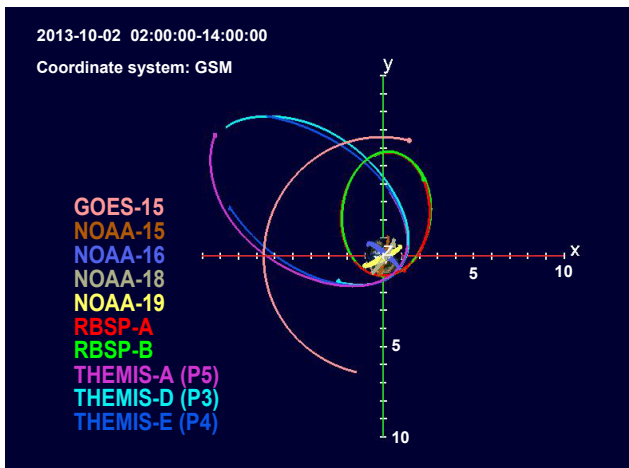 2013-10-02 02:00:00-14:00:00
Coordinate system: GSM
y
GOES-15
NOAA-15
NOAA-16
NOAA-18
NOAA-19
RBSP-A
RBSP-B
THEMIS-A (P5)
THEMIS-D (P3)
THEMIS-E (P4)
Z
x
5
10
5
10